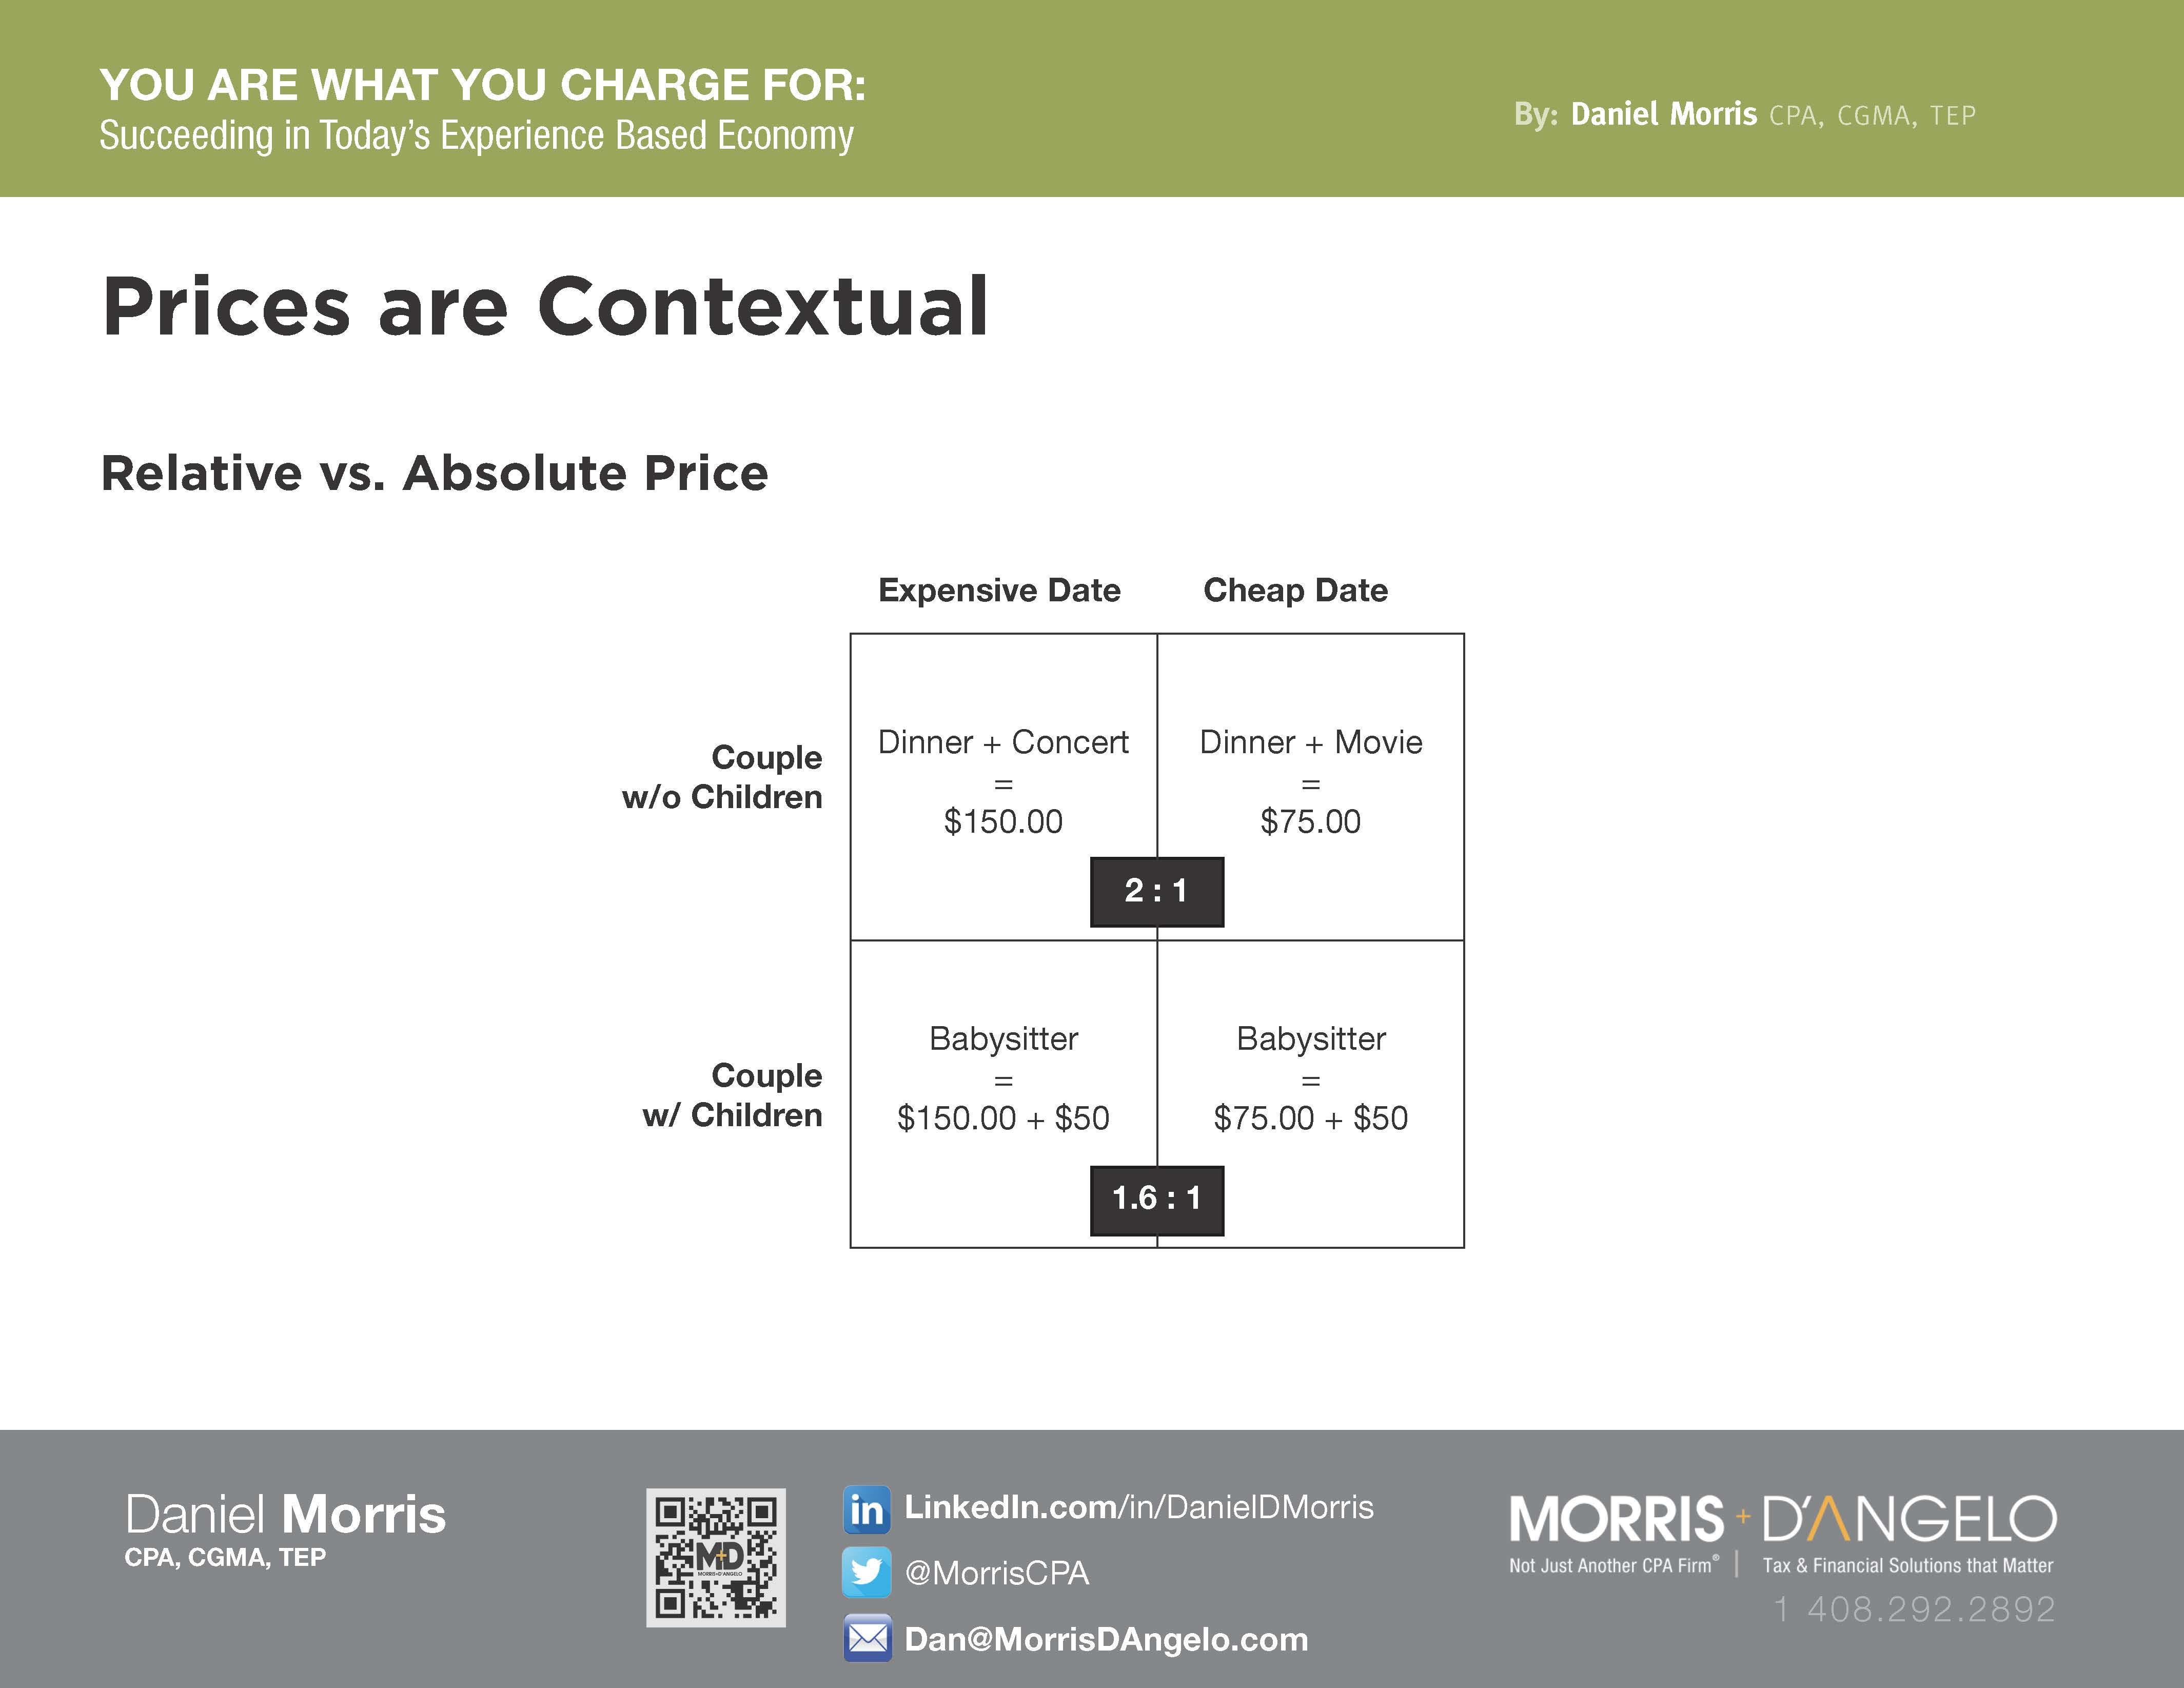 YOU ARE WHAT YOU CHARGE FOR:
Succeeding in Today's Experience Based Economy
By: Daniel Morris CPA, CGMA, TEP
Prices are Contextual
Relative vs. Absolute Price
Expensive Date
Cheap Date
Couple
w/o Children
Dinner + Concert
=
$150.00
Dinner + Movie
=
$75.00
2 : 1
Couple
w/ Children
Babysitter
=
$150.00 + $50
Babysitter
=
$75.00 + $50
1.6 : 1
Daniel Morris
CPA, CGMA, TEP
M+D
MORRIS+D'ANGELO
in
LinkedIn.com/in/DanielDMorris
@MorrisCPA
Dan@MorrisDAngelo.com
MORRIS + D'ANGELO
Not Just Another CPA Firm® | Tax & Financial Solutions that Matter
1 408.292.2892